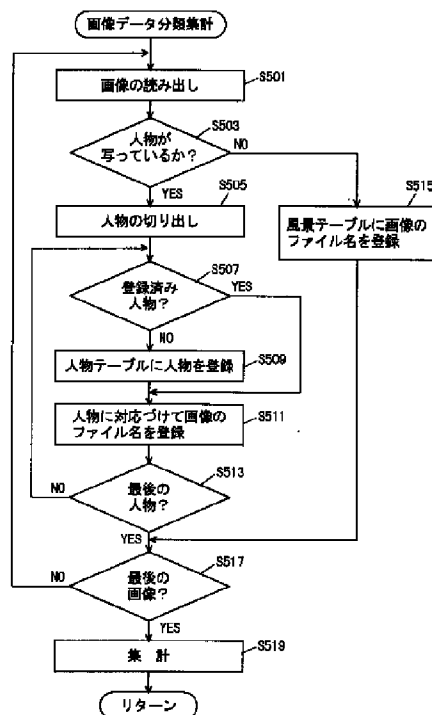 画像データ分類集計
画像の読み出し
S501
人物が
写っているか？
S503
NO
YES
人物の切り出し
S505
風景テーブルに画像の
ファイル名を登録
S515
登録済み
人物？
S507
YES
NO
人物テーブルに人物を登録
S509
人物に対応づけて画像の
ファイル名を登録
S511
最後の
人物？
S513
NO
YES
最後の
画像？
S517
NO
YES
集 計
S519
リターン